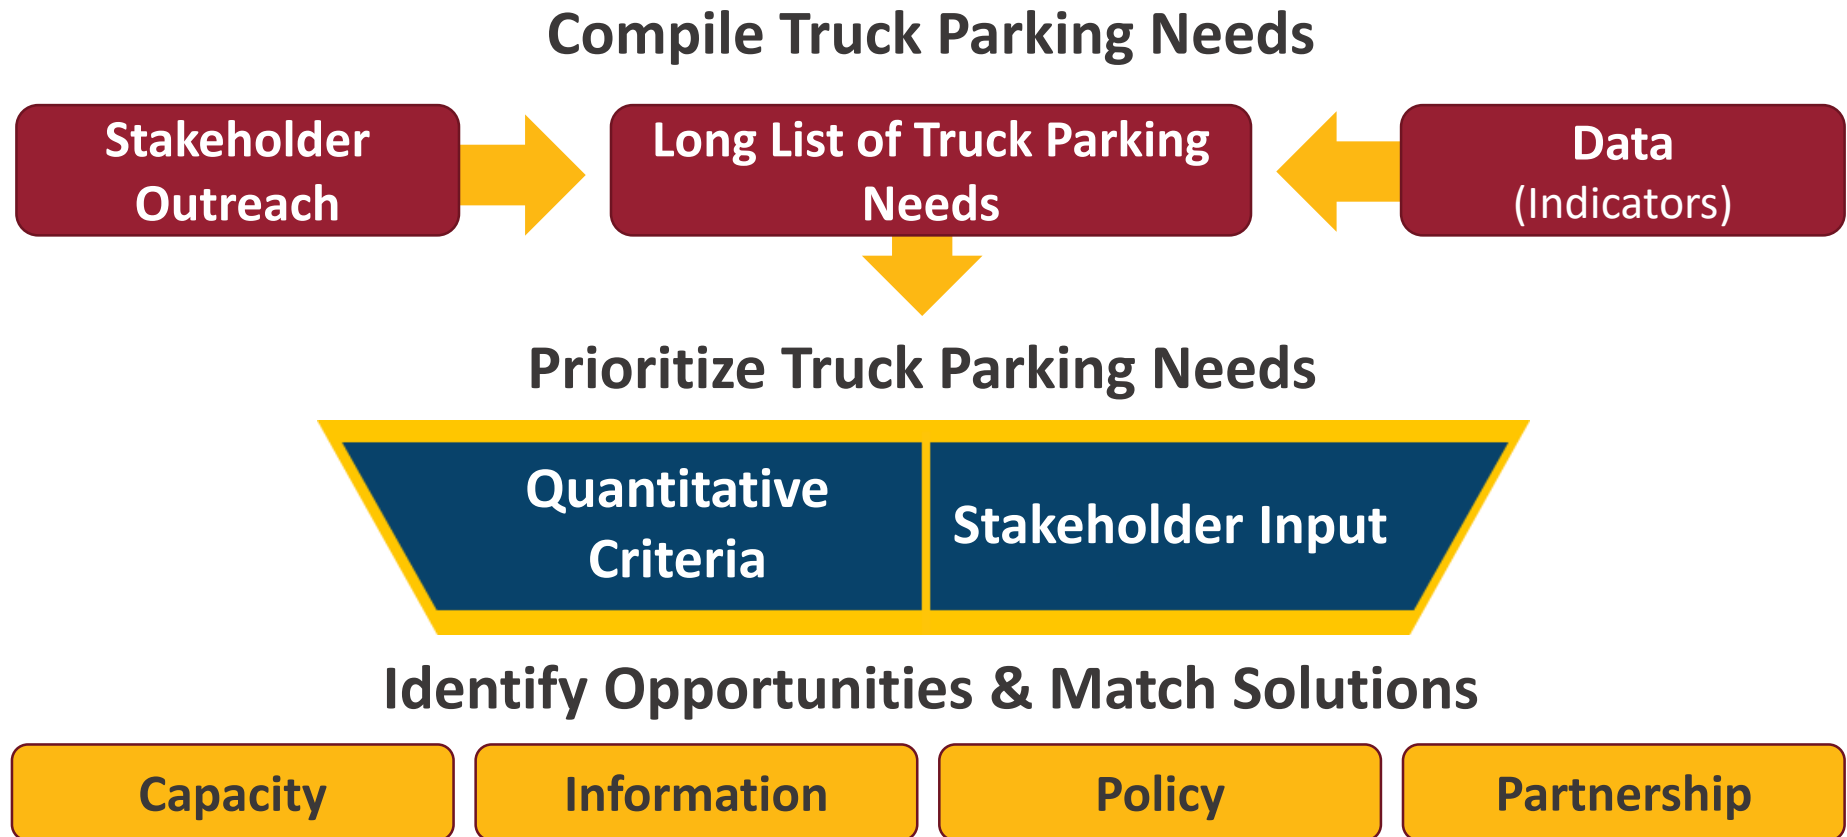 Compile Truck Parking Needs
Stakeholder
Outreach
Long List of Truck Parking
Needs
Data
(Indicators)
Prioritize Truck Parking Needs
Quantitative
Criteria
Stakeholder Input
Identify Opportunities & Match Solutions
Capacity
Information
Policy
Partnership